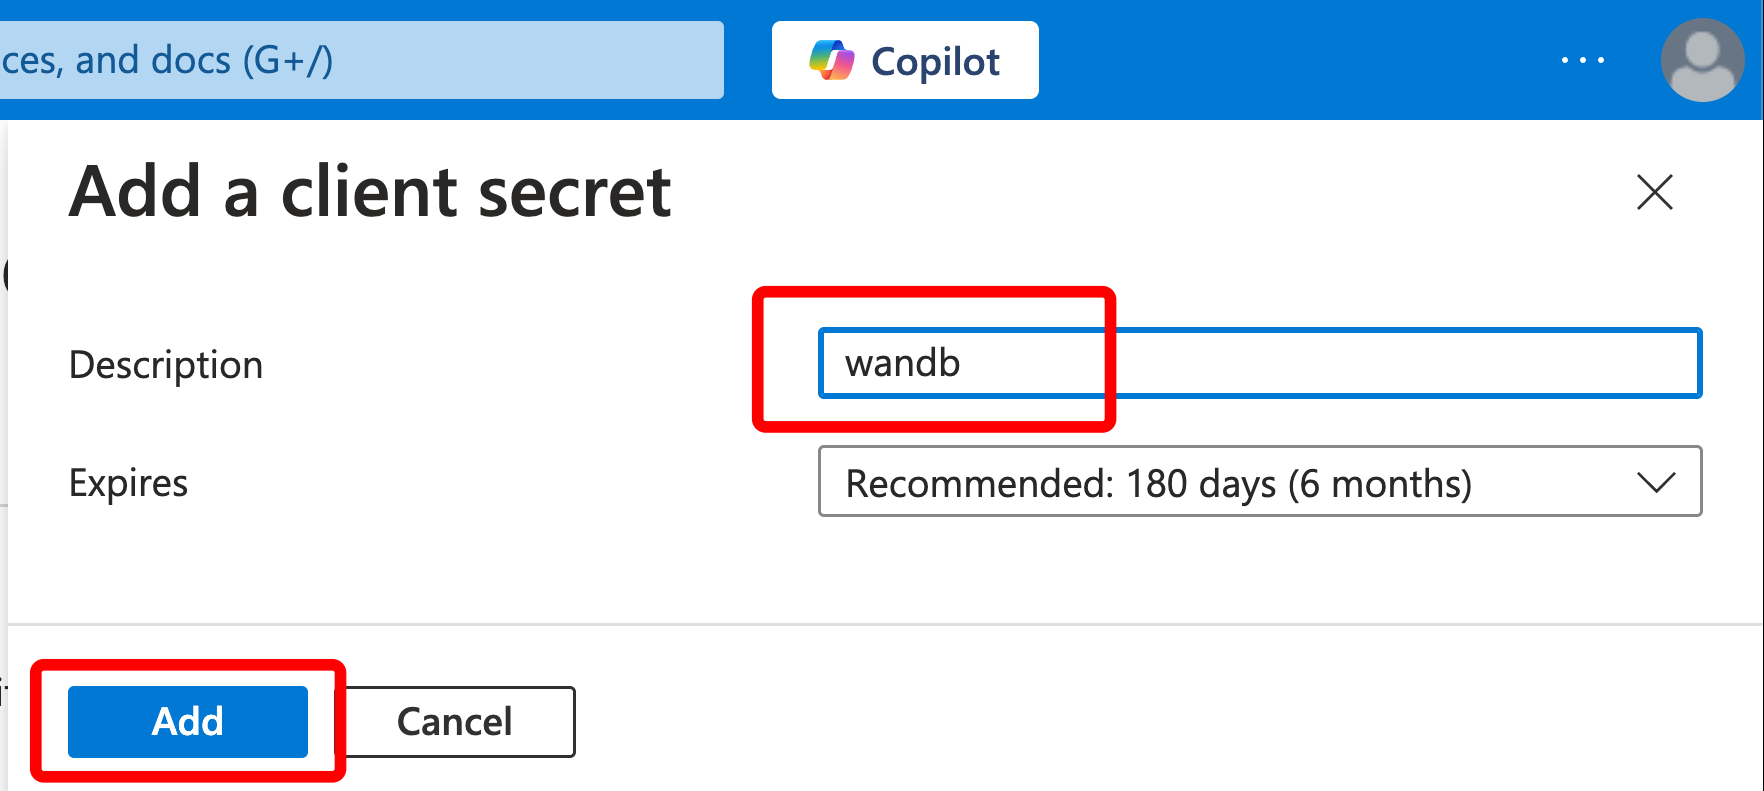 ces, and docs (G+/)
Copilot
Add a client secret
Description
wandb
Expires
Recommended: 180 days (6 months)
Add
Cancel